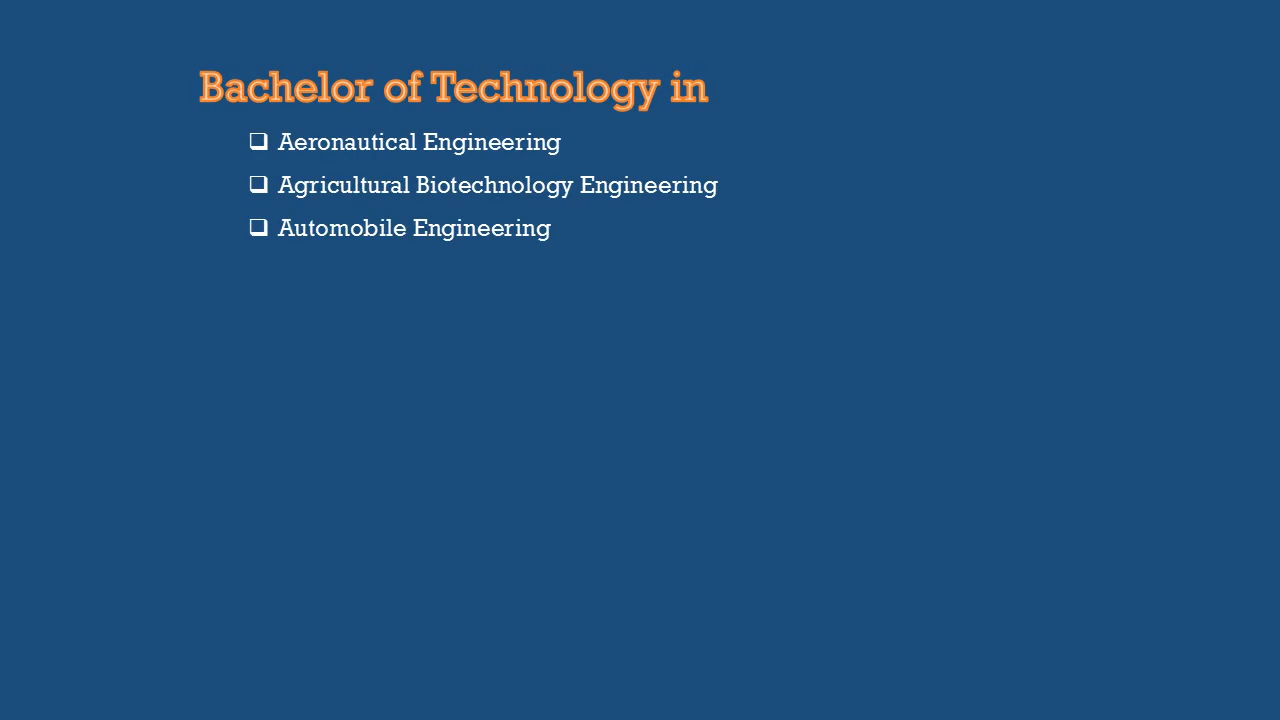 Bachelor of Technology in
❑ Aeronautical Engineering
❑ Agricultural Biotechnology Engineering
❑ Automobile Engineering